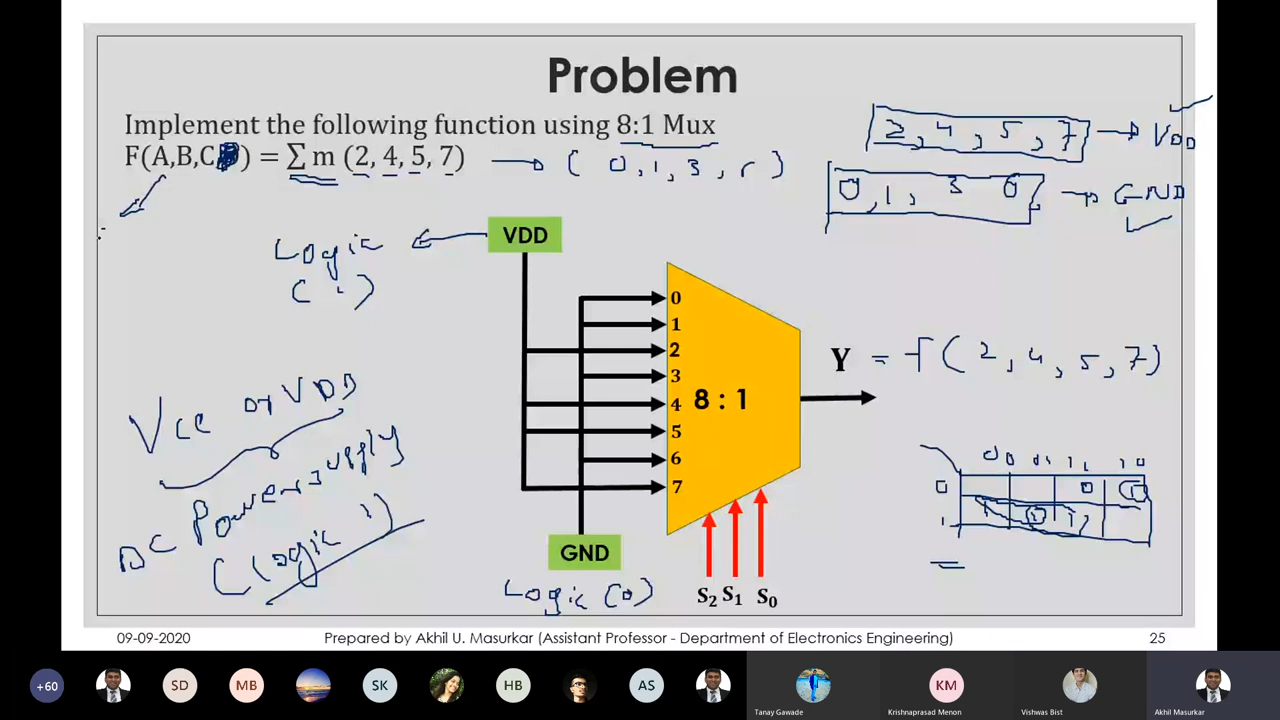 Problem
Implement the following function using 8:1 Mux
F(A,B,C) = ∑ m (2, 4, 5, 7) → ( 0, 1, 3, r )
2, 4, 5, 7 → VDD
0, 1, 3 6 → GND
VDD
Logic
( 1 )
0
1
2
3
4
5
6
7
8 : 1
Y = f( 2, 4, 5, 7 )
Vcc or VDD
DC Power supply
( Logic 1 )
GND
Logic (0)
S₂ S₁ S₀
00 01 11 10
0 0
1 1 1
09-09-2020 Prepared by Akhil U. Masurkar (Assistant Professor - Department of Electronics Engineering) 25
+60 SD MB SK HB AS KM
Tanay Gawade Krishnaprasad Menon Vishwas Bist Akhil Masurkar